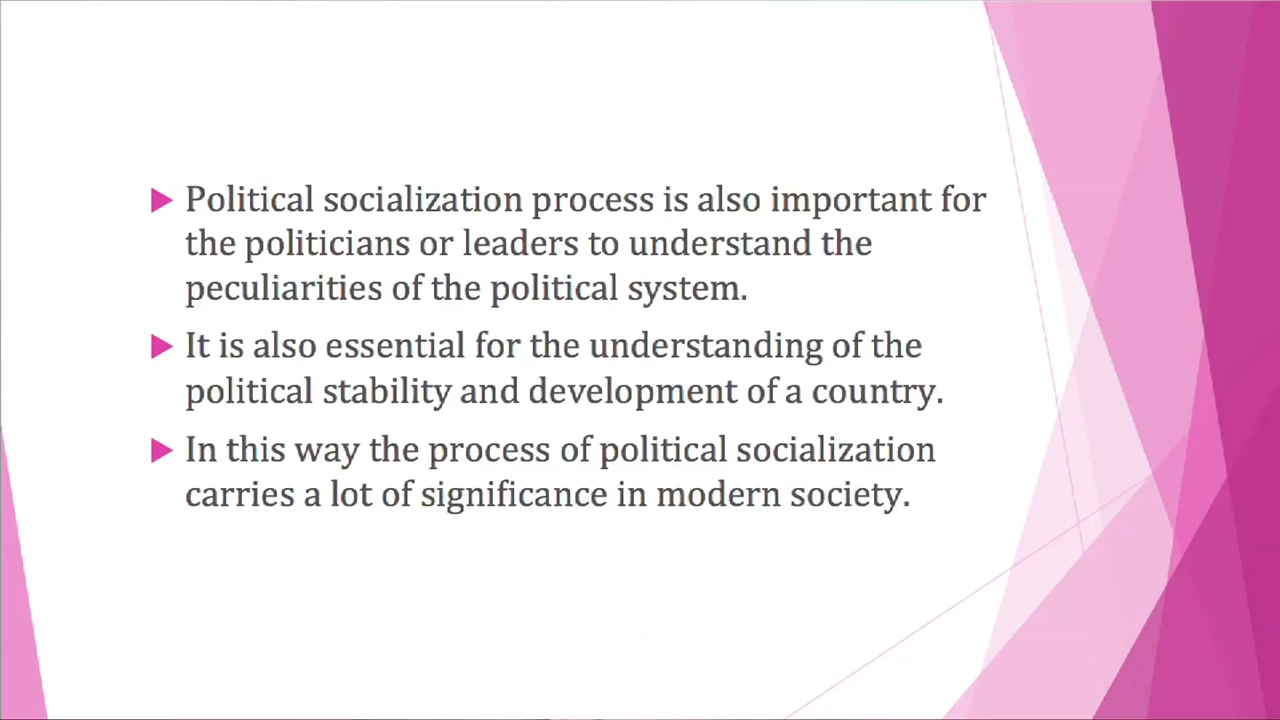 Political socialization process is also important for
the politicians or leaders to understand the
peculiarities of the political system.
It is also essential for the understanding of the
political stability and development of a country.
In this way the process of political socialization
carries a lot of significance in modern society.